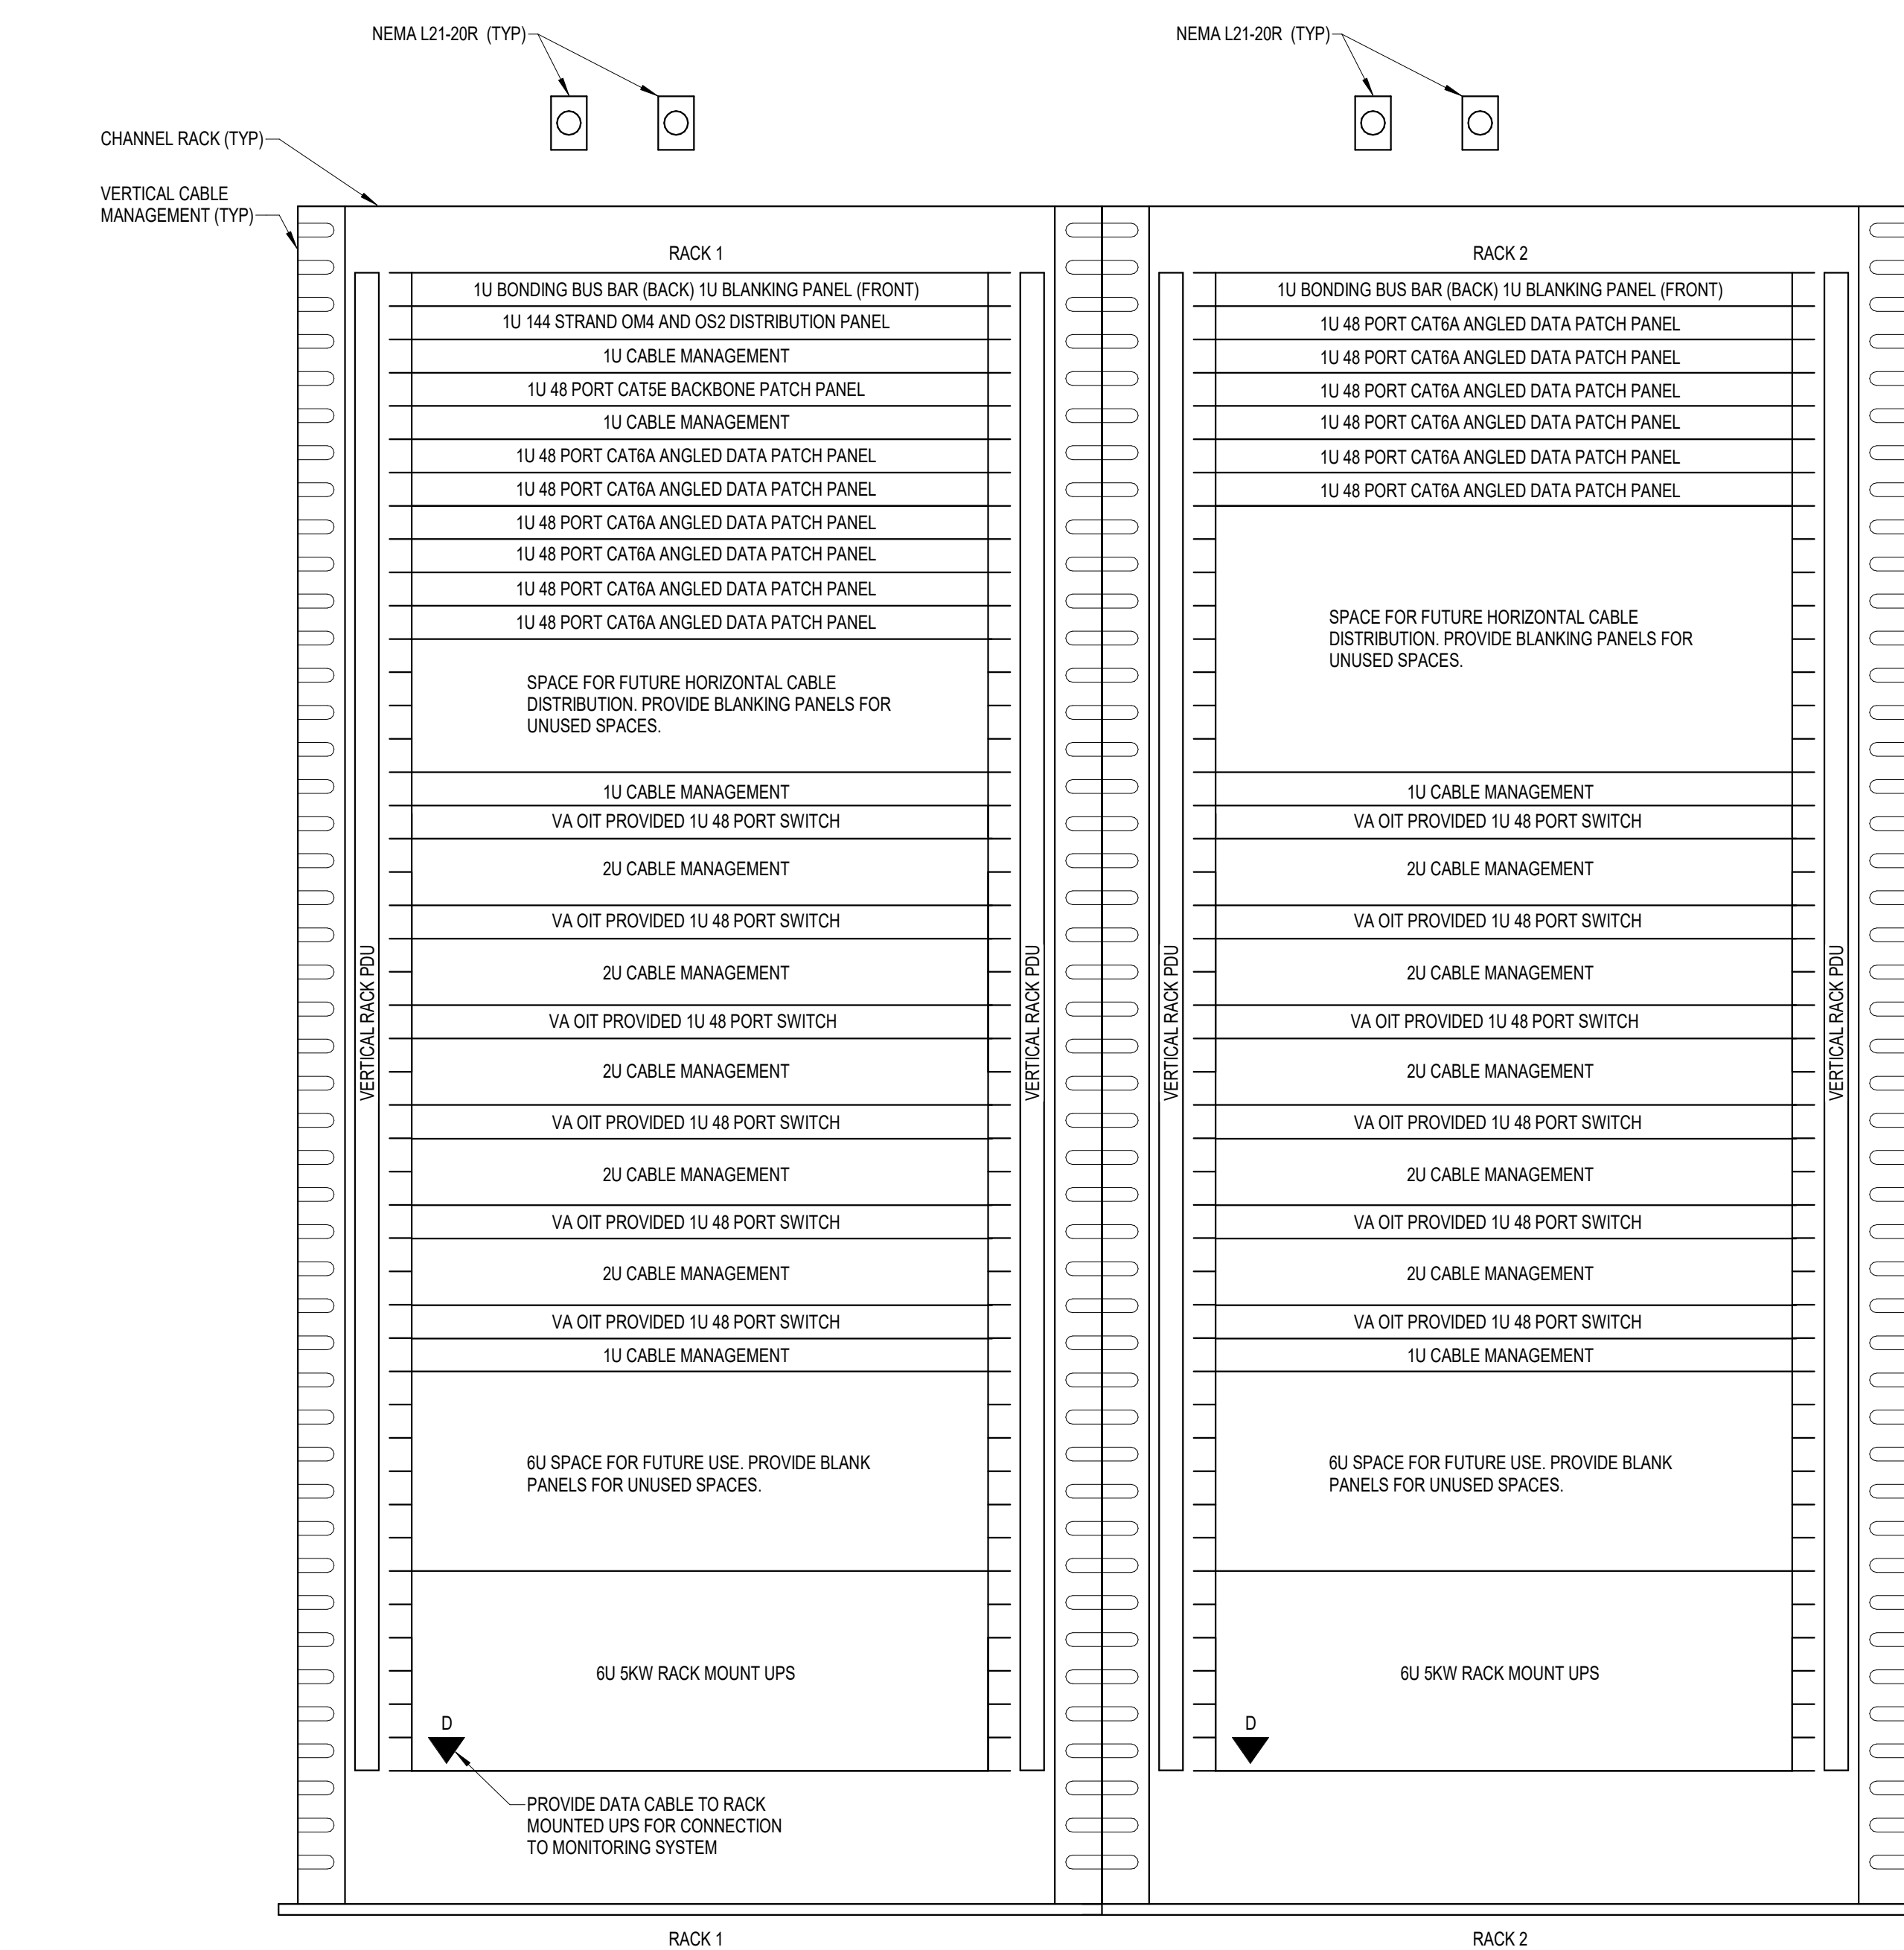 NEMA L21-20R (TYP)
NEMA L21-20R (TYP)
CHANNEL RACK (TYP)
VERTICAL CABLE
MANAGEMENT (TYP)
RACK 1
1U BONDING BUS BAR (BACK) 1U BLANKING PANEL (FRONT)
1U 144 STRAND OM4 AND OS2 DISTRIBUTION PANEL
1U CABLE MANAGEMENT
1U 48 PORT CAT5E BACKBONE PATCH PANEL
1U CABLE MANAGEMENT
1U 48 PORT CAT6A ANGLED DATA PATCH PANEL
1U 48 PORT CAT6A ANGLED DATA PATCH PANEL
1U 48 PORT CAT6A ANGLED DATA PATCH PANEL
1U 48 PORT CAT6A ANGLED DATA PATCH PANEL
1U 48 PORT CAT6A ANGLED DATA PATCH PANEL
1U 48 PORT CAT6A ANGLED DATA PATCH PANEL
SPACE FOR FUTURE HORIZONTAL CABLE
DISTRIBUTION. PROVIDE BLANKING PANELS FOR
UNUSED SPACES.
1U CABLE MANAGEMENT
VA OIT PROVIDED 1U 48 PORT SWITCH
2U CABLE MANAGEMENT
VA OIT PROVIDED 1U 48 PORT SWITCH
2U CABLE MANAGEMENT
VA OIT PROVIDED 1U 48 PORT SWITCH
2U CABLE MANAGEMENT
VA OIT PROVIDED 1U 48 PORT SWITCH
2U CABLE MANAGEMENT
VA OIT PROVIDED 1U 48 PORT SWITCH
2U CABLE MANAGEMENT
VA OIT PROVIDED 1U 48 PORT SWITCH
1U CABLE MANAGEMENT
6U SPACE FOR FUTURE USE. PROVIDE BLANK
PANELS FOR UNUSED SPACES.
6U 5KW RACK MOUNT UPS
D
PROVIDE DATA CABLE TO RACK
MOUNTED UPS FOR CONNECTION
TO MONITORING SYSTEM
VERTICAL RACK PDU
VERTICAL RACK PDU
RACK 1
RACK 2
1U BONDING BUS BAR (BACK) 1U BLANKING PANEL (FRONT)
1U 48 PORT CAT6A ANGLED DATA PATCH PANEL
1U 48 PORT CAT6A ANGLED DATA PATCH PANEL
1U 48 PORT CAT6A ANGLED DATA PATCH PANEL
1U 48 PORT CAT6A ANGLED DATA PATCH PANEL
1U 48 PORT CAT6A ANGLED DATA PATCH PANEL
1U 48 PORT CAT6A ANGLED DATA PATCH PANEL
SPACE FOR FUTURE HORIZONTAL CABLE
DISTRIBUTION. PROVIDE BLANKING PANELS FOR
UNUSED SPACES.
1U CABLE MANAGEMENT
VA OIT PROVIDED 1U 48 PORT SWITCH
2U CABLE MANAGEMENT
VA OIT PROVIDED 1U 48 PORT SWITCH
2U CABLE MANAGEMENT
VA OIT PROVIDED 1U 48 PORT SWITCH
2U CABLE MANAGEMENT
VA OIT PROVIDED 1U 48 PORT SWITCH
2U CABLE MANAGEMENT
VA OIT PROVIDED 1U 48 PORT SWITCH
2U CABLE MANAGEMENT
VA OIT PROVIDED 1U 48 PORT SWITCH
1U CABLE MANAGEMENT
6U SPACE FOR FUTURE USE. PROVIDE BLANK
PANELS FOR UNUSED SPACES.
6U 5KW RACK MOUNT UPS
D
VERTICAL RACK PDU
VERTICAL RACK PDU
RACK 2